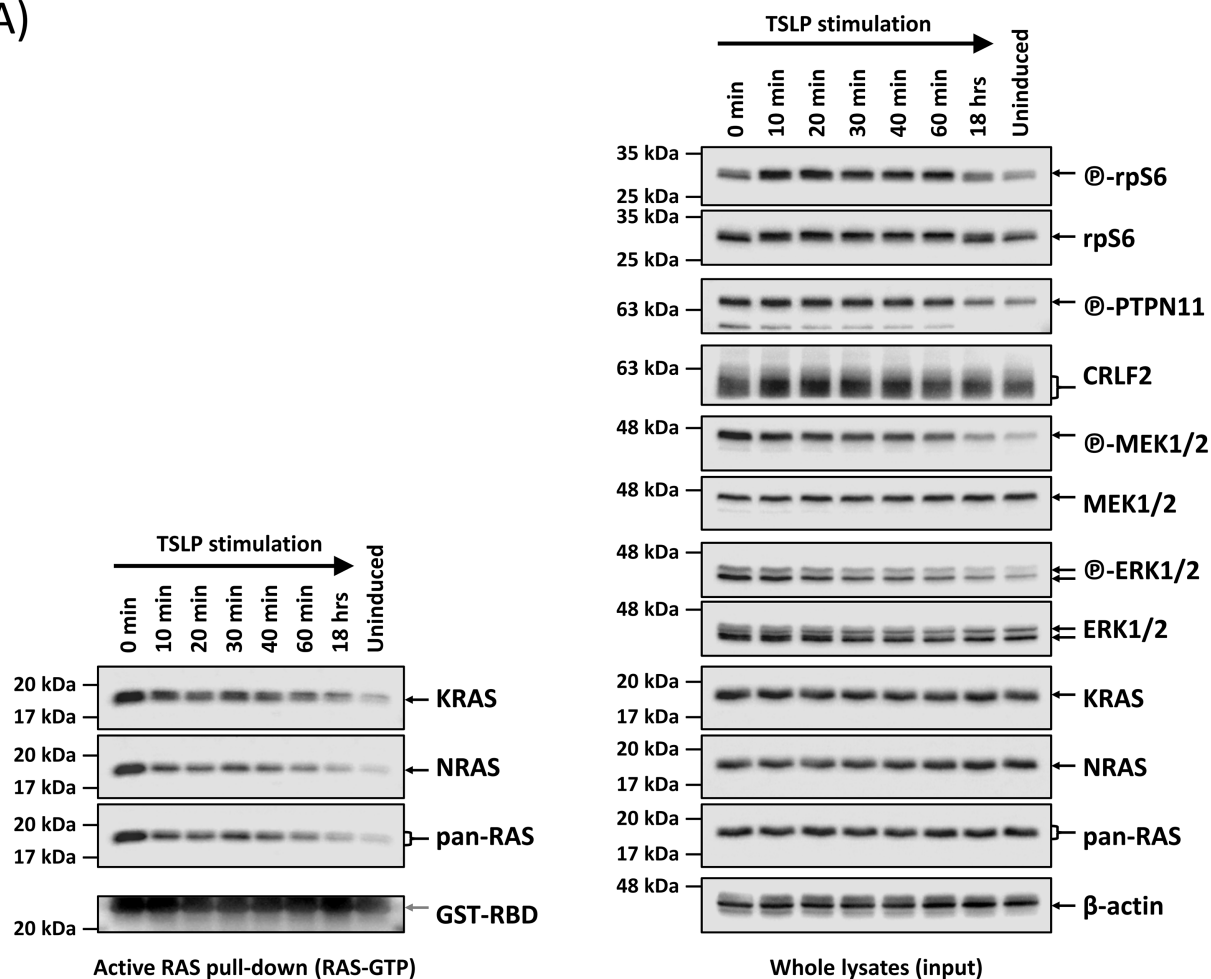 A)
TSLP stimulation
0 min
10 min
20 min
30 min
40 min
60 min
18 hrs
Uninduced
20 kDa
17 kDa
KRAS
20 kDa
17 kDa
NRAS
20 kDa
17 kDa
pan-RAS
20 kDa
GST-RBD
Active RAS pull-down (RAS-GTP)
TSLP stimulation
0 min
10 min
20 min
30 min
40 min
60 min
18 hrs
Uninduced
35 kDa
25 kDa
Ⓟ-rpS6
35 kDa
25 kDa
rpS6
63 kDa
Ⓟ-PTPN11
63 kDa
CRLF2
48 kDa
Ⓟ-MEK1/2
48 kDa
MEK1/2
48 kDa
Ⓟ-ERK1/2
48 kDa
ERK1/2
20 kDa
17 kDa
KRAS
20 kDa
17 kDa
NRAS
20 kDa
17 kDa
pan-RAS
48 kDa
β-actin
Whole lysates (input)